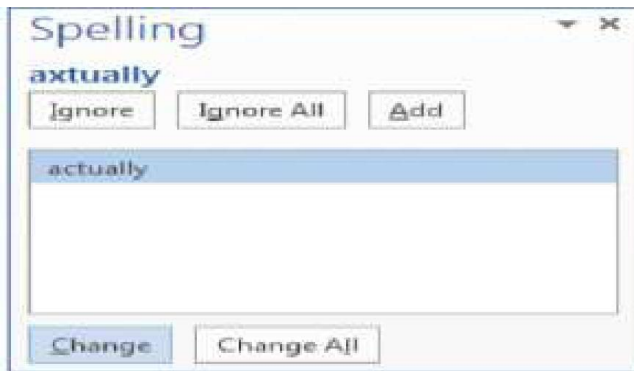 Spelling
axtually
Ignore Ignore All Add
actually
Change Change All